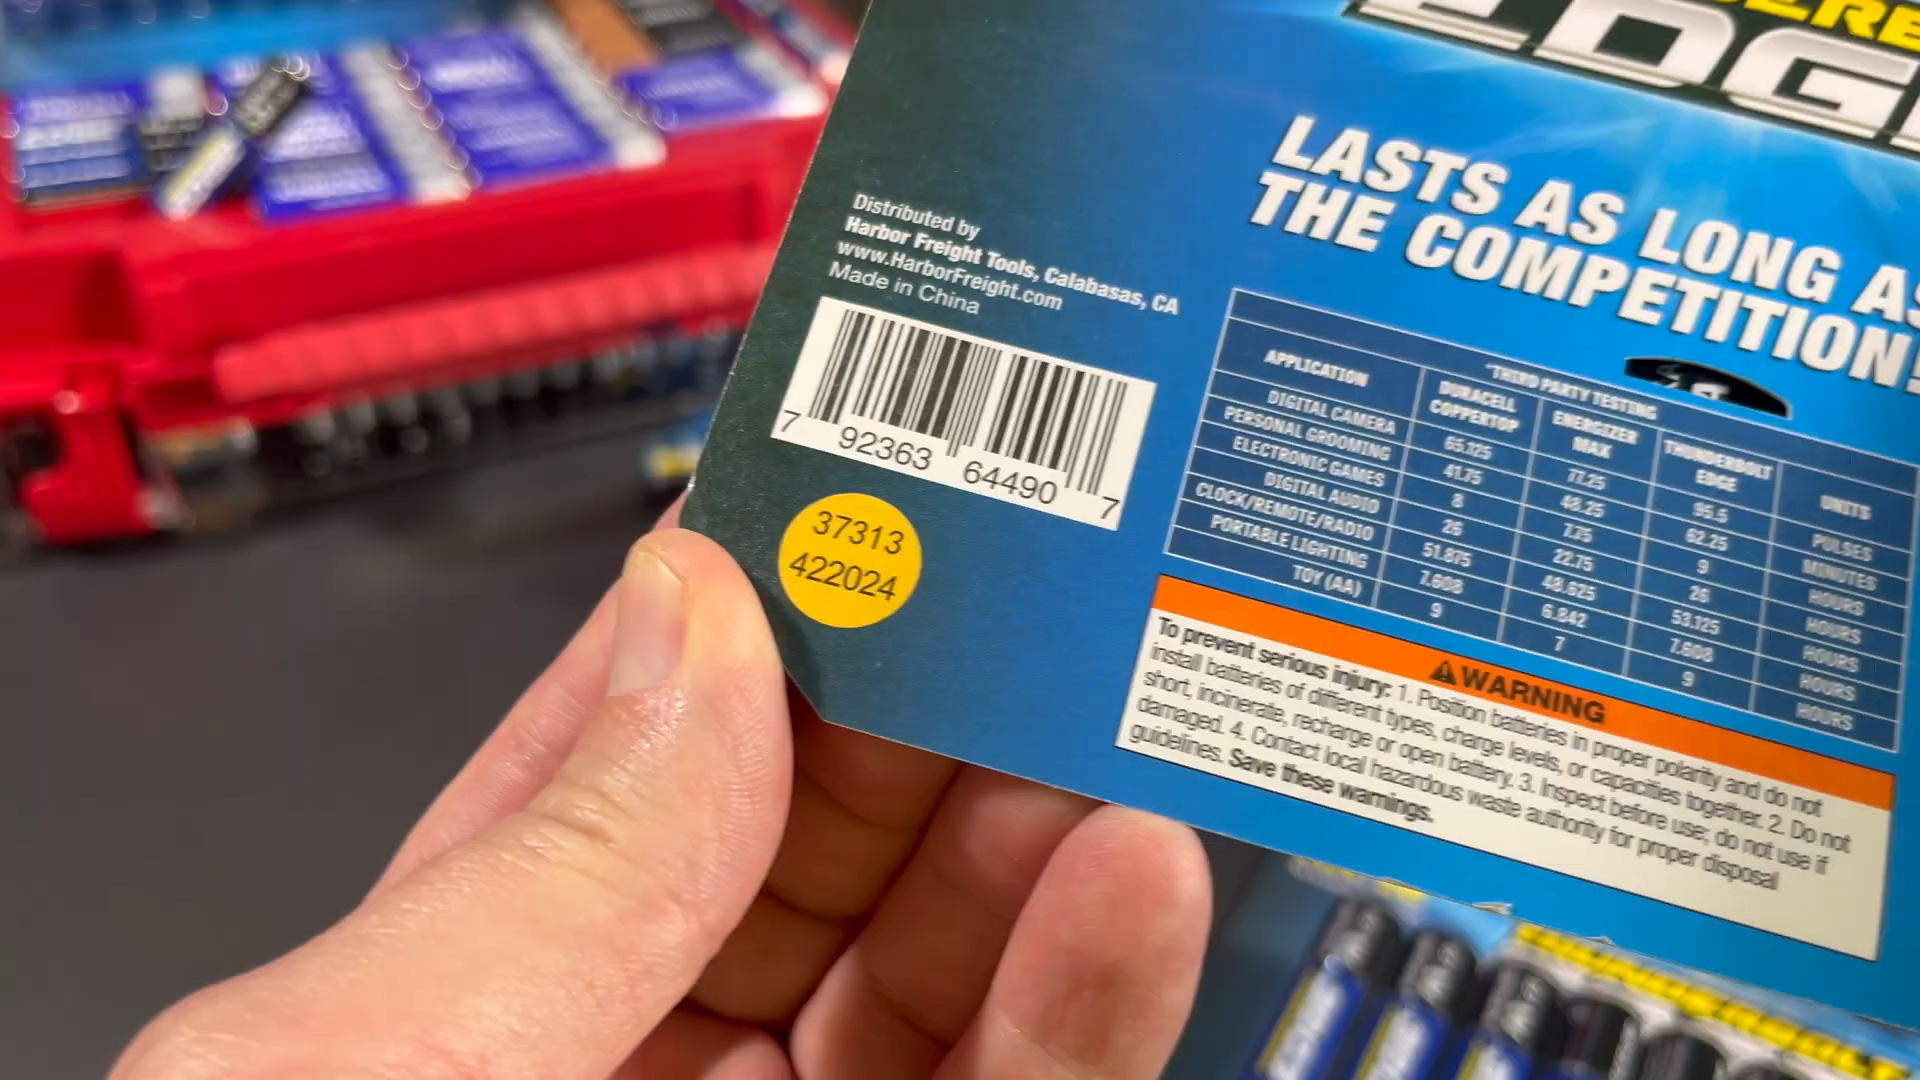 EDG
LASTS AS LONG AS
THE COMPETITION!
Distributed by
Harbor Freight Tools, Calabasas, CA
www.HarborFreight.com
Made in China
7 92363 64490 7
37313
422024
*THIRD PARTY TESTING
APPLICATION DURACELL COPPERTOP ENERGIZER MAX THUNDERBOLT EDGE UNITS
DIGITAL CAMERA 65.125 77.25 95.5 PULSES
PERSONAL GROOMING 41.75 48.25 62.25 MINUTES
ELECTRONIC GAMES 8 7.75 9 HOURS
DIGITAL AUDIO 26 22.75 26 HOURS
CLOCK/REMOTE/RADIO 51.875 48.625 53.125 HOURS
PORTABLE LIGHTING 7.608 6.842 7.608 HOURS
TOY (AA) 9 7 9 HOURS
WARNING
To prevent serious injury: 1. Position batteries in proper polarity and do not
install batteries of different types, charge levels, or capacities together. 2. Do not
short, incinerate, recharge or open battery. 3. Inspect before use; do not use if
damaged. 4. Contact local hazardous waste authority for proper disposal
guidelines. Save these warnings.
THUNDERBOLT